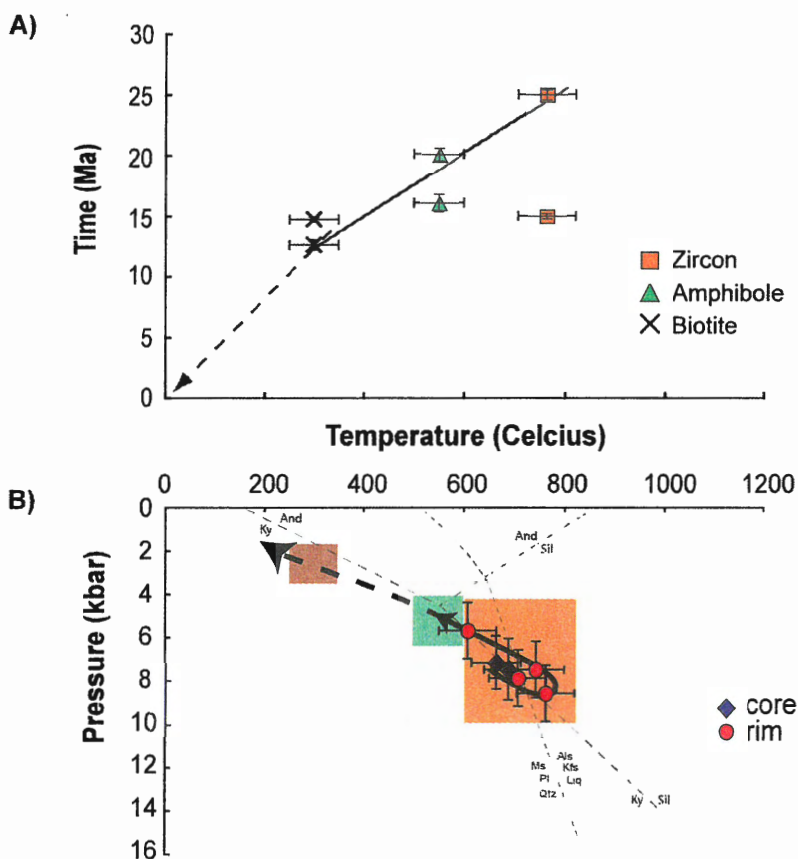 A)
Time (Ma)
30
25
20
15
10
5
0
Zircon
Amphibole
Biotite
Temperature (Celcius)
B)
0 200 400 600 800 1000 1200
Pressure (kbar)
0
2
4
6
8
10
12
14
16
And
Ky
And
Sil
core
rim
Ms
Pl
Qtz
Als
Kfs
Liq
Ky Sil